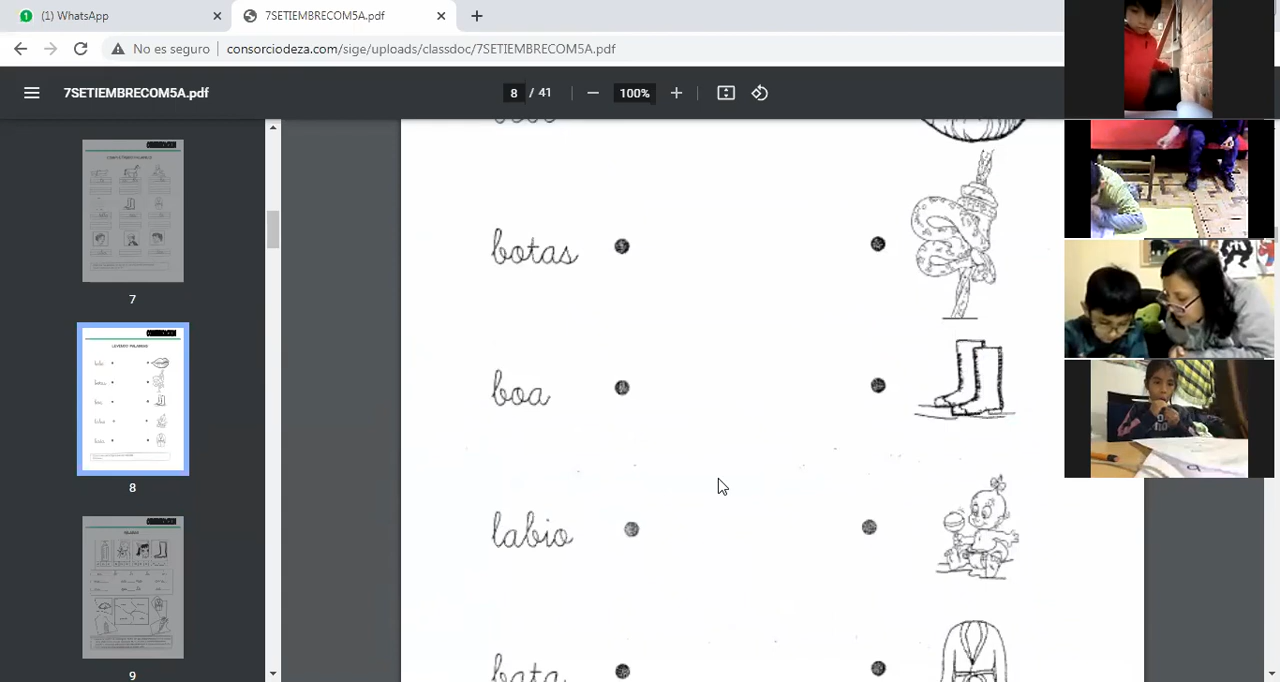 (1) WhatsApp
7SETIEMBRECOM5A.pdf
No es seguro
consorciodeza.com/sige/uploads/classdoc/7SETIEMBRECOM5A.pdf
7SETIEMBRECOM5A.pdf
8 / 41
100%
7
8
9
botas
boa
labio
bata